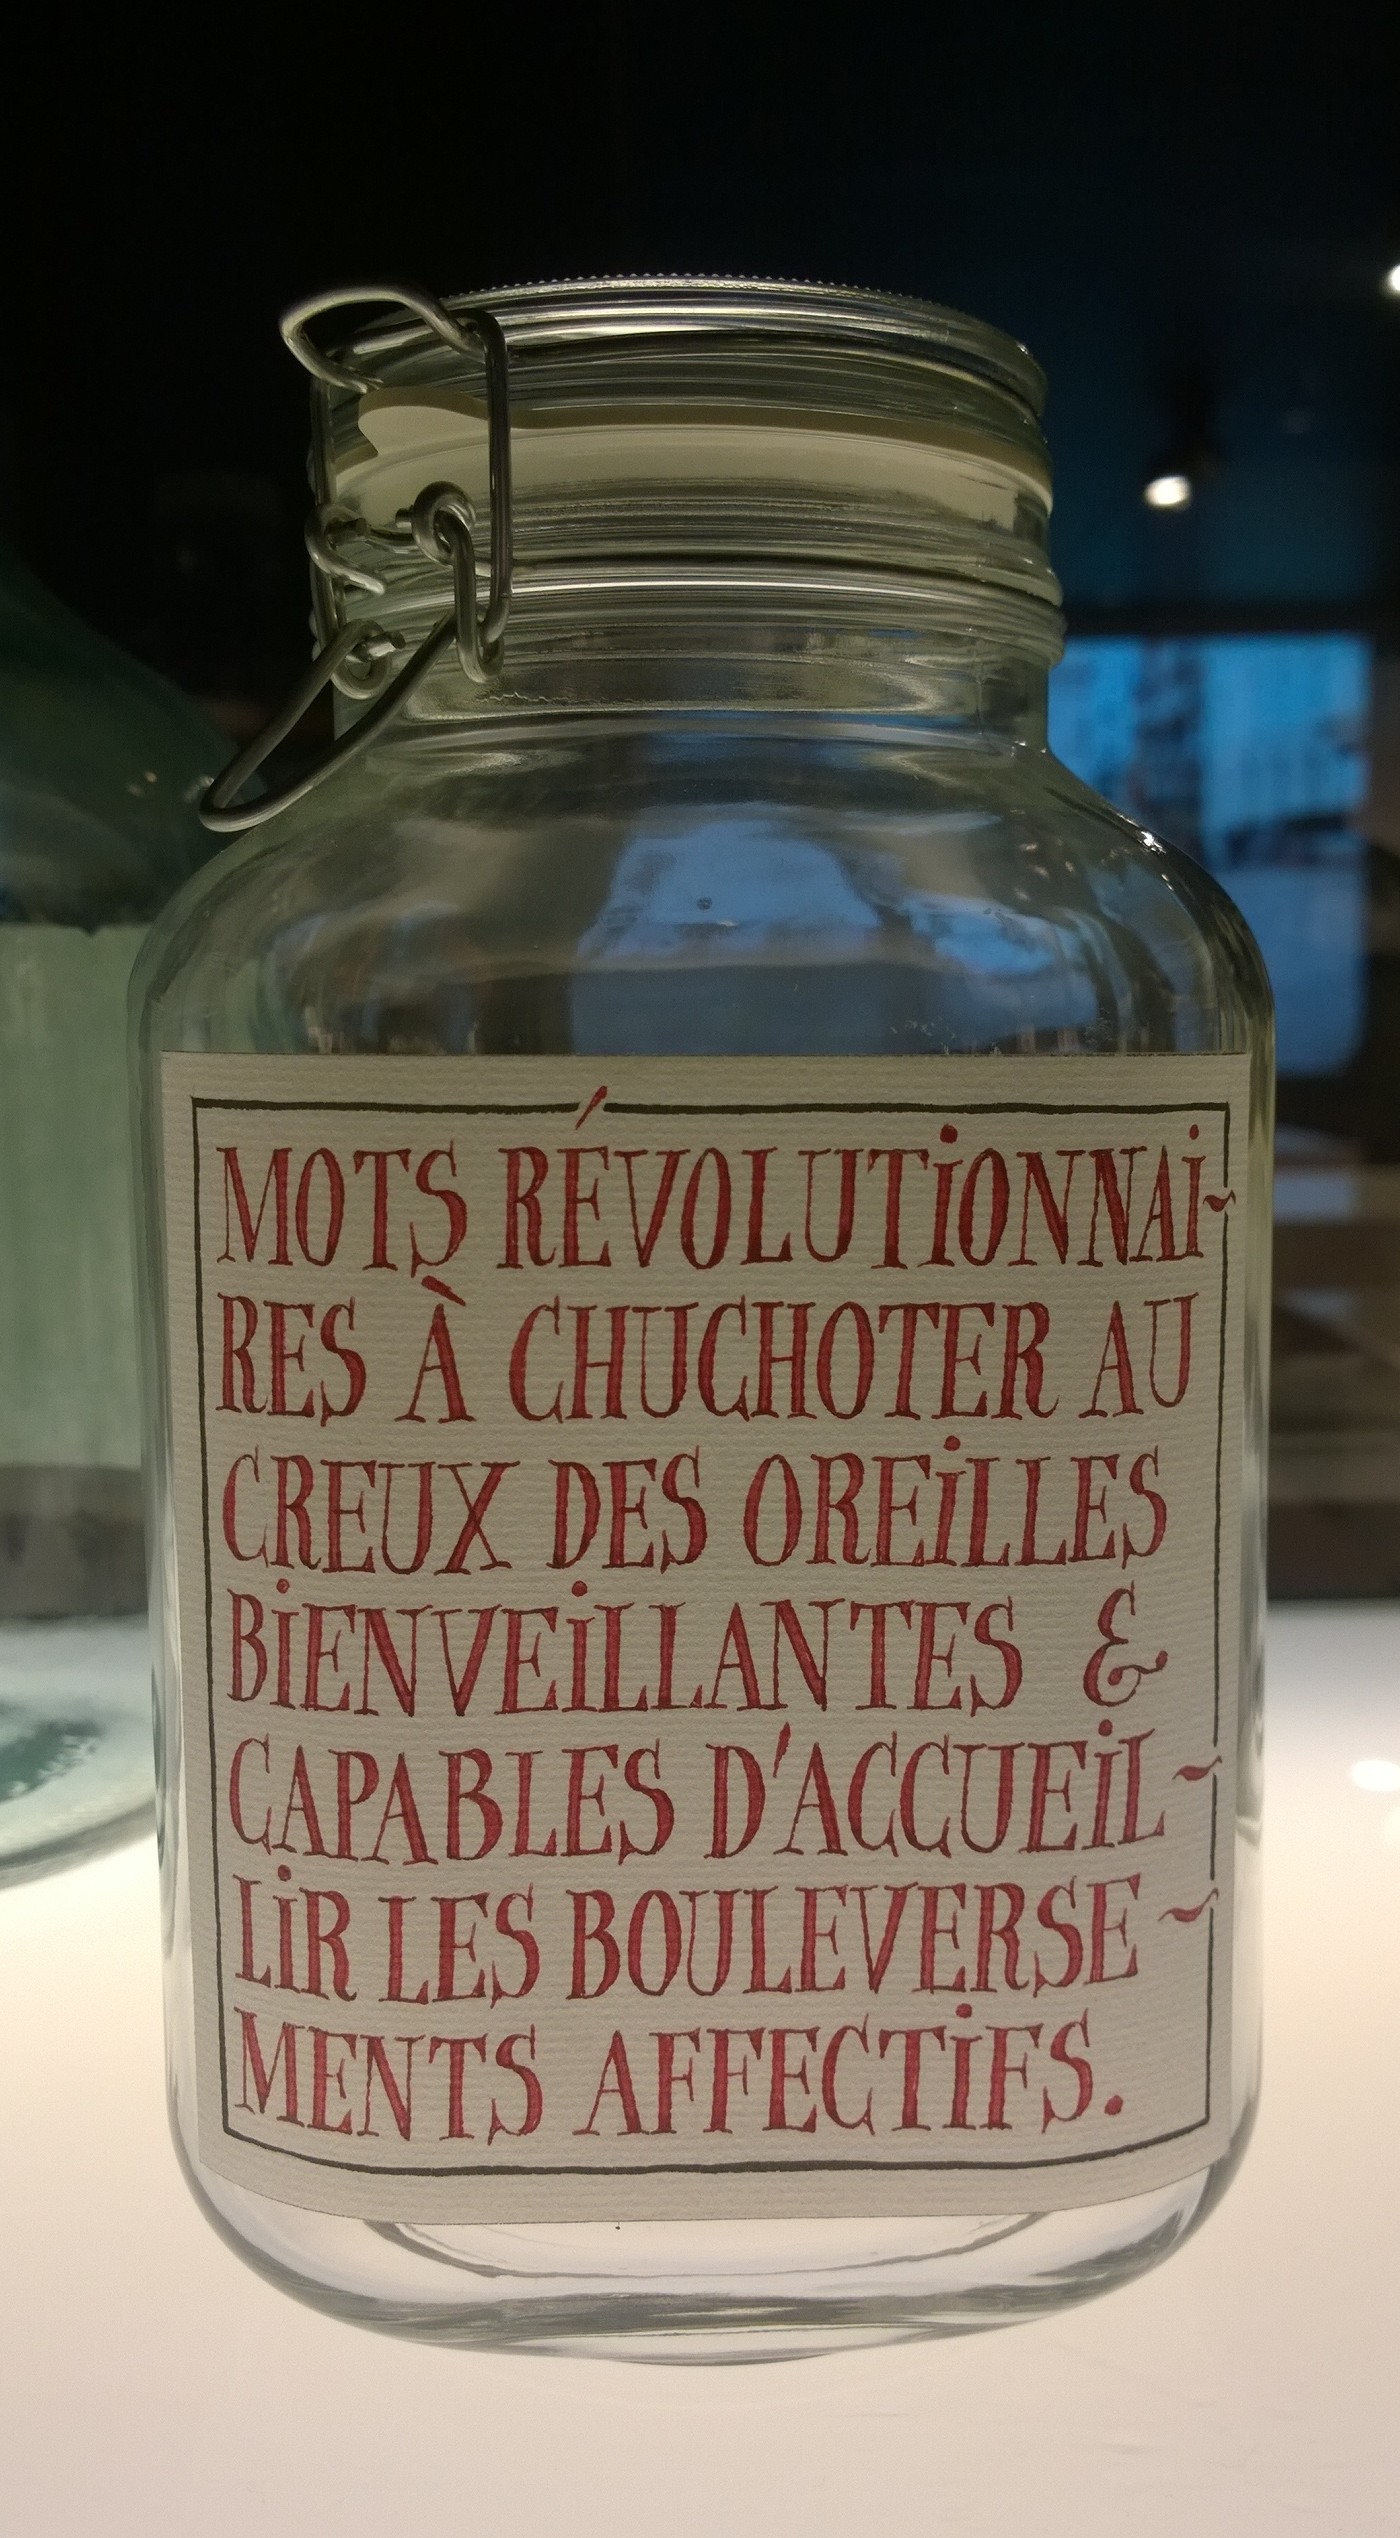 MOTS RÉVOLUTIONNAI~
RES À CHUCHOTER AU
CREUX DES OREILLES
BIENVEILLANTES &
CAPABLES D'ACCUEIL~
LIR LES BOULEVERSE~
MENTS AFFECTIFS.